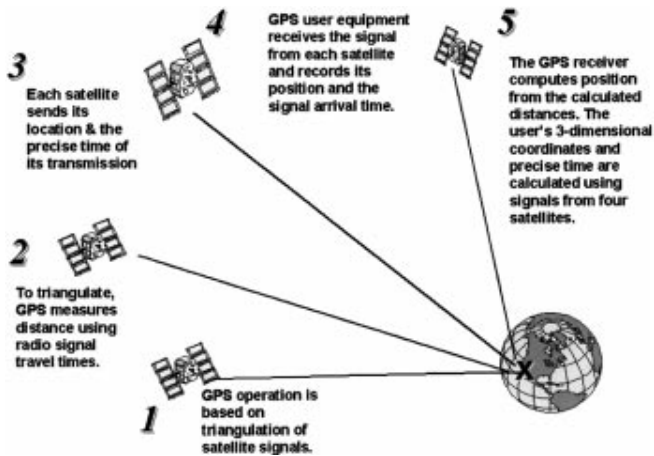 4
GPS user equipment
receives the signal
from each satellite
and records its
position and the
signal arrival time.
5
The GPS receiver
computes position
from the calculated
distances. The
user's 3-dimensional
coordinates and
precise time are
calculated using
signals from four
satellites.
3
Each satellite
sends its
location & the
precise time of
its transmission
2
To triangulate,
GPS measures
distance using
radio signal
travel times.
1
GPS operation is
based on
triangulation of
satellite signals.
X